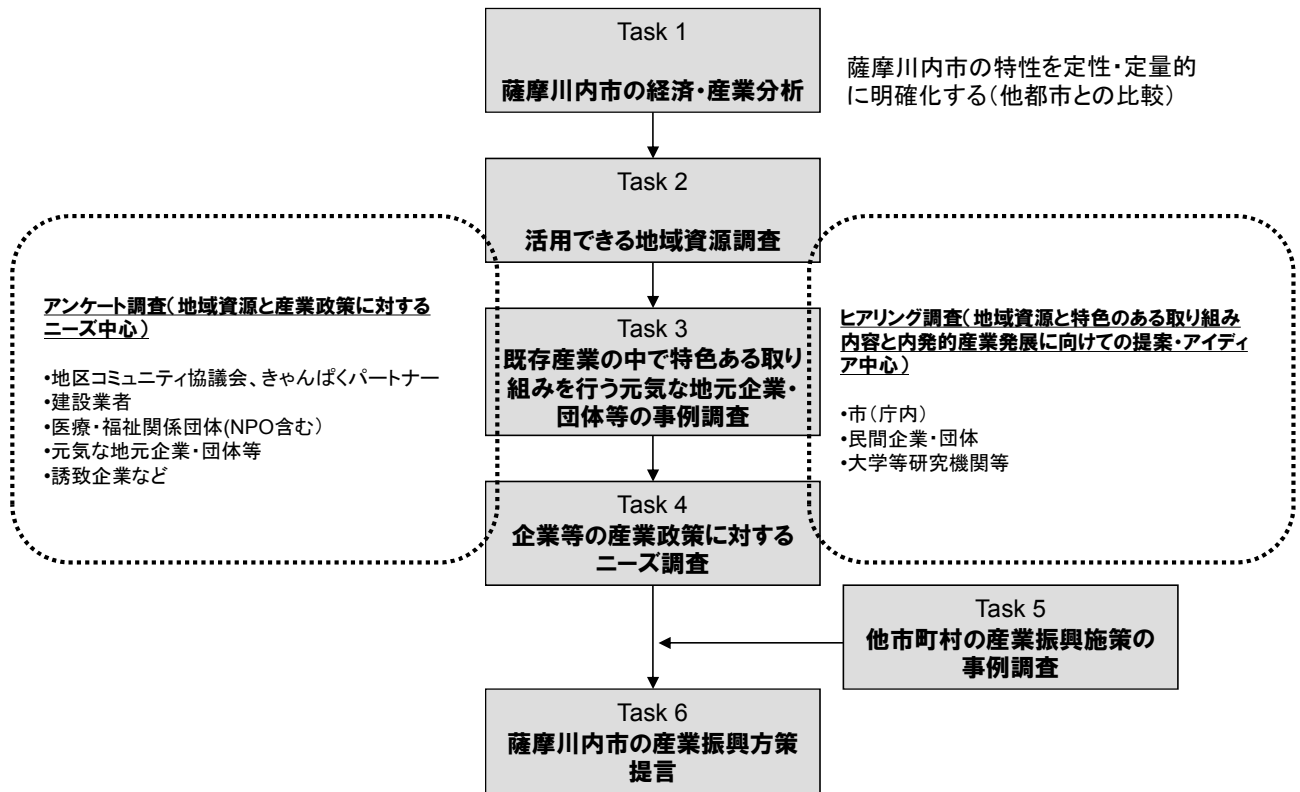 Task 1
薩摩川内市の経済・産業分析
薩摩川内市の特性を定性・定量的
に明確化する(他都市との比較)
Task 2
活用できる地域資源調査
アンケート調査(地域資源と産業政策に対する
ニーズ中心)
•地区コミュニティ協議会、きゃんぱくパートナー
•建設業者
•医療・福祉関係団体(NPO含む)
•元気な地元企業・団体等
•誘致企業など
Task 3
既存産業の中で特色ある取り
組みを行う元気な地元企業・
団体等の事例調査
ヒアリング調査(地域資源と特色のある取り組み
内容と内発的産業発展に向けての提案・アイディ
ア中心)
•市(庁内)
•民間企業・団体
•大学等研究機関等
Task 4
企業等の産業政策に対する
ニーズ調査
Task 5
他市町村の産業振興施策の
事例調査
Task 6
薩摩川内市の産業振興方策
提言